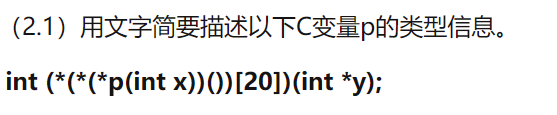 （2.1）用文字简要描述以下C变量p的类型信息。
int (*(*(*p(int x))())[20])(int *y);